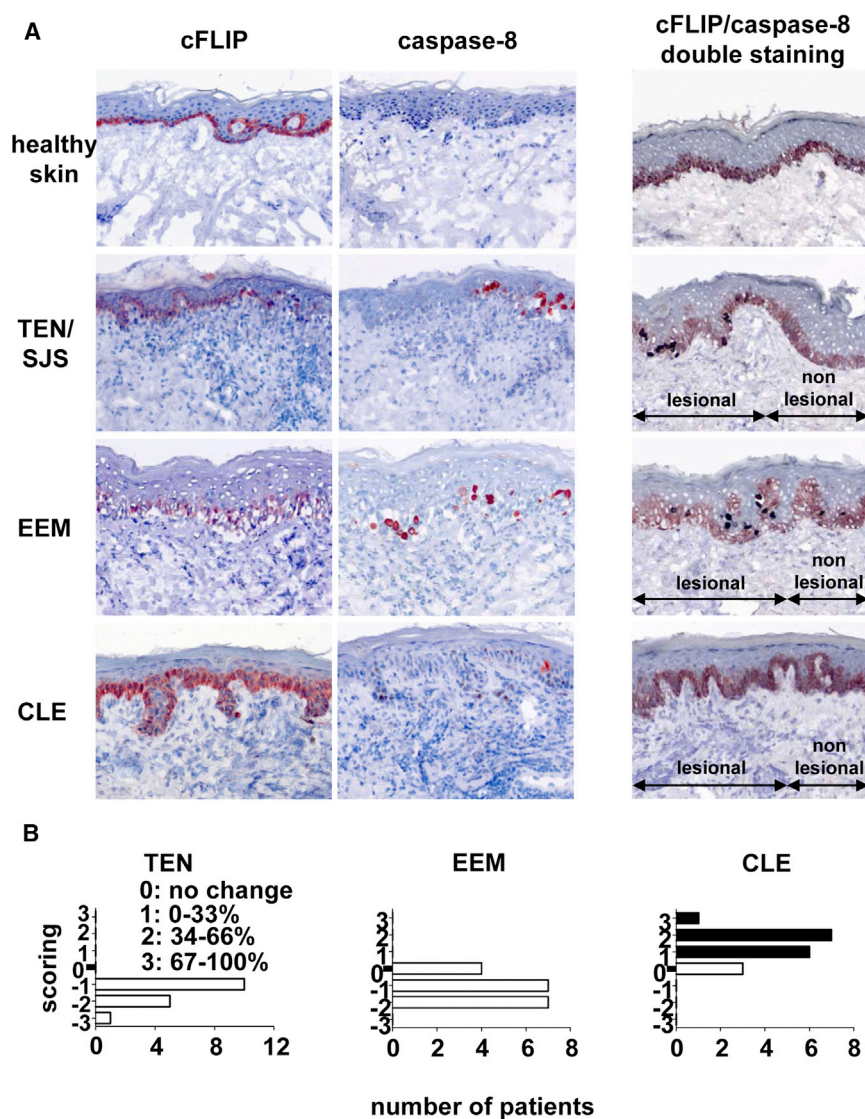 A
cFLIP
caspase-8
cFLIP/caspase-8
double staining
healthy
skin
TEN/
SJS
lesional
non
lesional
EEM
lesional
non
lesional
CLE
lesional
non
lesional
B
TEN
EEM
CLE
0: no change
1: 0-33%
2: 34-66%
3: 67-100%
scoring
3
2
1
0
-1
-2
-3
0 4 8 12
3
2
1
0
-1
-2
-3
0 2 4 6 8
3
2
1
0
-1
-2
-3
0 2 4 6 8
number of patients